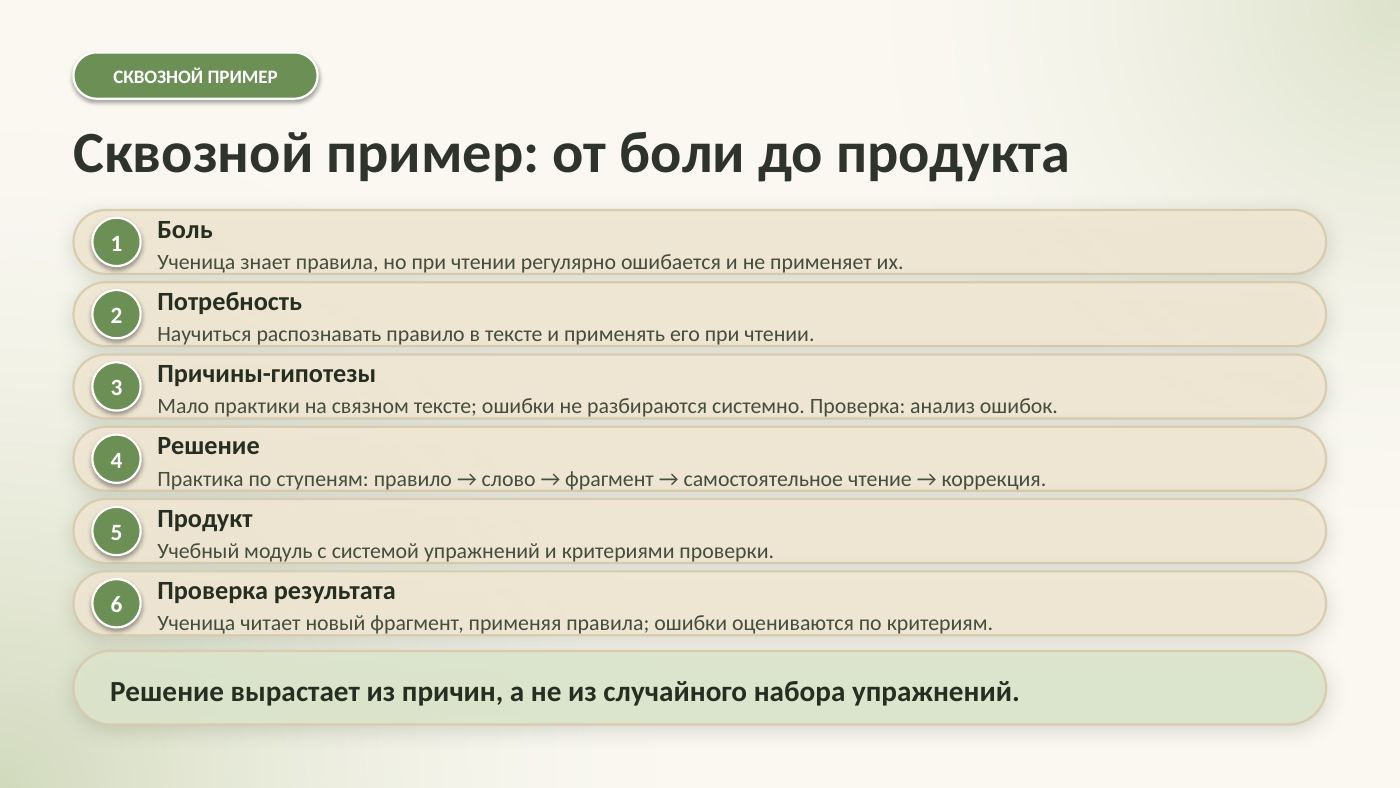 СКВОЗНОЙ ПРИМЕР
Сквозной пример: от боли до продукта
1
Боль
Ученица знает правила, но при чтении регулярно ошибается и не применяет их.
2
Потребность
Научиться распознавать правило в тексте и применять его при чтении.
3
Причины-гипотезы
Мало практики на связном тексте; ошибки не разбираются системно. Проверка: анализ ошибок.
4
Решение
Практика по ступеням: правило → слово → фрагмент → самостоятельное чтение → коррекция.
5
Продукт
Учебный модуль с системой упражнений и критериями проверки.
6
Проверка результата
Ученица читает новый фрагмент, применяя правила; ошибки оцениваются по критериям.
Решение вырастает из причин, а не из случайного набора упражнений.